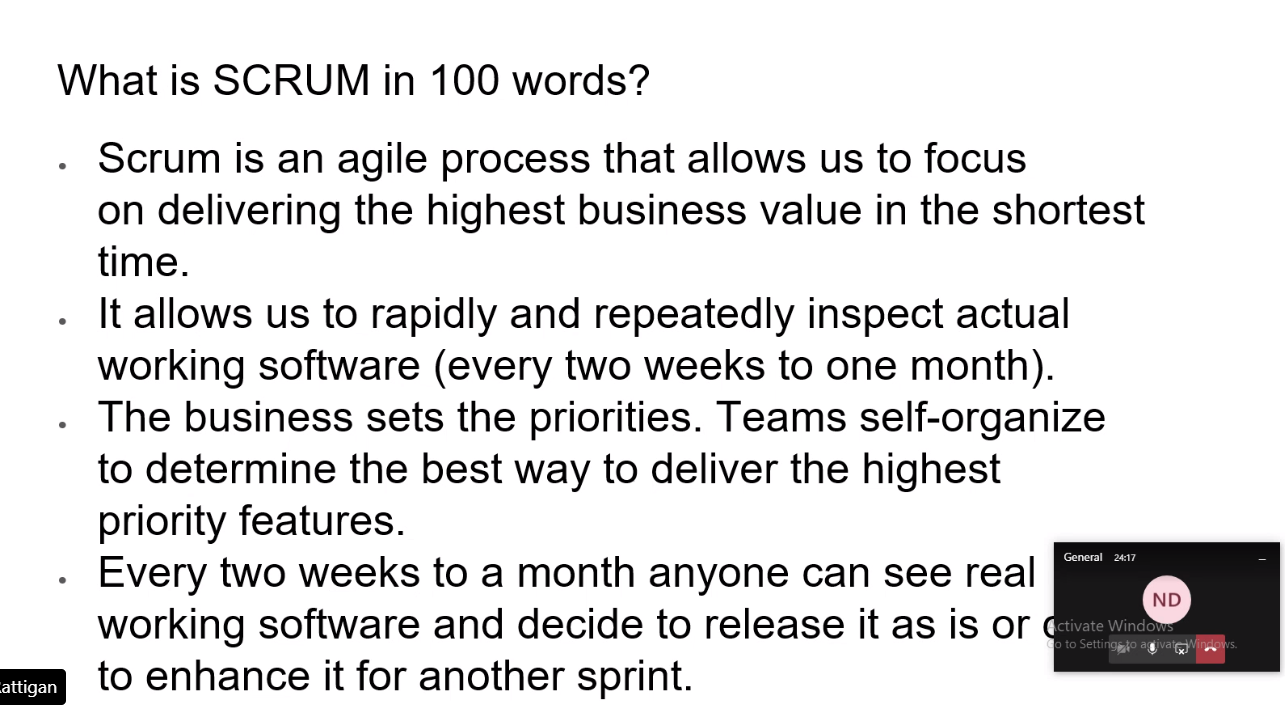 What is SCRUM in 100 words?
• Scrum is an agile process that allows us to focus
on delivering the highest business value in the shortest
time.
• It allows us to rapidly and repeatedly inspect actual
working software (every two weeks to one month).
• The business sets the priorities. Teams self-organize
to determine the best way to deliver the highest
priority features.
• Every two weeks to a month anyone can see real
working software and decide to release it as is or
to enhance it for another sprint.
General 24:17
ND
Activate Windows
Go to Settings to activate Windows.
attigan